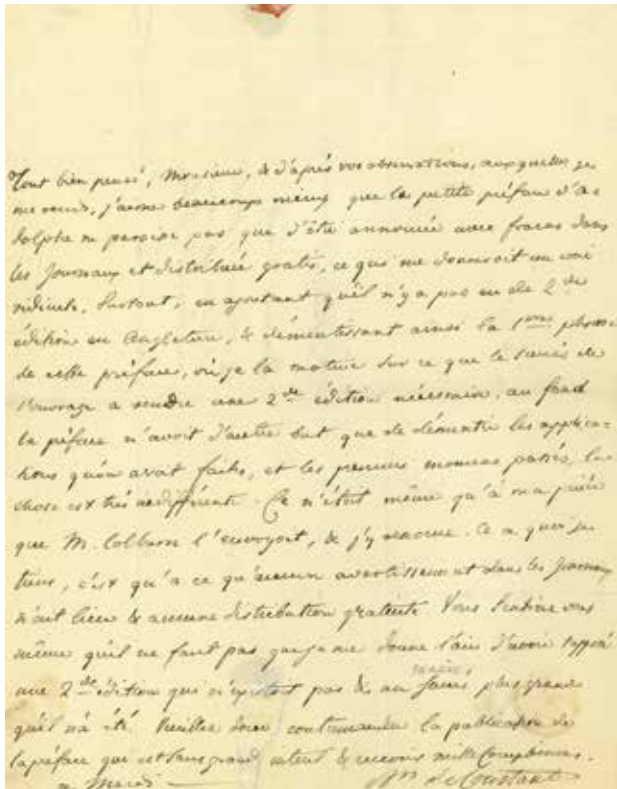 Tout bien pensé, Monsieur, & d'après vos observations, auxquelles je
me rends, j'aime beaucoup mieux que la petite préface d'A=
dolphe ne paroisse pas que d'être annoncée avec fracas dans
les Journaux et distribuée gratis, ce qui me donneroit un vrai
ridicule, surtout, en ajoutant qu'il n'y a pas eu de 2de
édition en Angleterre, & démentissant ainsi la 1ere phrase
de cette préface, où je la motive sur ce que le succès de
l'ouvrage a rendu une 2de édition nécessaire. au fond
la préface n'avoit d'autre but que de démentir les applica=
tions qu'on avait faites, et les premiers momens passés, la
chose est très indifférente. Ce n'étoit même qu'à ma prière
que M. Colburn l'envoyoit, & j'y renonce. Ce a quoi je
tiens, c'est qu'a ce qu'aucun avertissement dans les Journaux
n'ait lieu & aucune distribution gratuite. Vous sentirez vous
même qu'il ne faut pas que je me donne l'air d'avoir supposé
une 2de édition qui n'existoit pas & un succès plus grand
qu'il n'a été. Veuillez donc contremander la publication de
la préface qui est sans grand intérêt & recevoir mille Complimens.
ce Mardi B de Constant